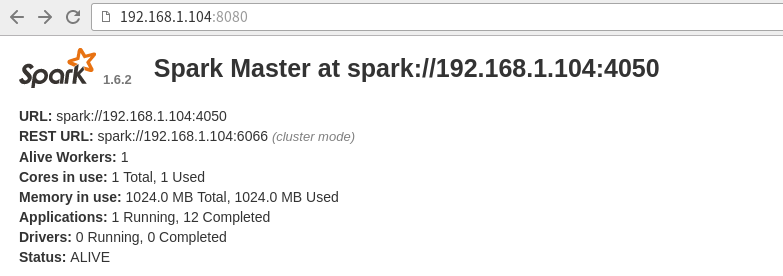 192.168.1.104:8080
Spark 1.6.2 Spark Master at spark://192.168.1.104:4050
URL: spark://192.168.1.104:4050
REST URL: spark://192.168.1.104:6066 (cluster mode)
Alive Workers: 1
Cores in use: 1 Total, 1 Used
Memory in use: 1024.0 MB Total, 1024.0 MB Used
Applications: 1 Running, 12 Completed
Drivers: 0 Running, 0 Completed
Status: ALIVE